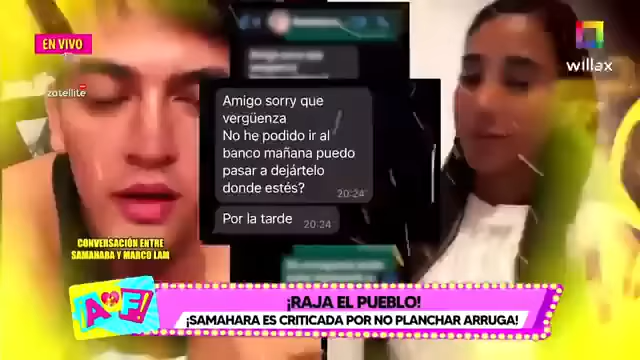 EN VIVO
willax
zotellite
Amigo sorry que
vergüenza
No he podido ir al
banco mañana puedo
pasar a dejártelo
donde estés?
20:24
Por la tarde
20:24
CONVERSACIÓN ENTRE
SAMAHARA Y MARCO LAM
A F!
¡RAJA EL PUEBLO!
¡SAMAHARA ES CRITICADA POR NO PLANCHAR ARRUGA!